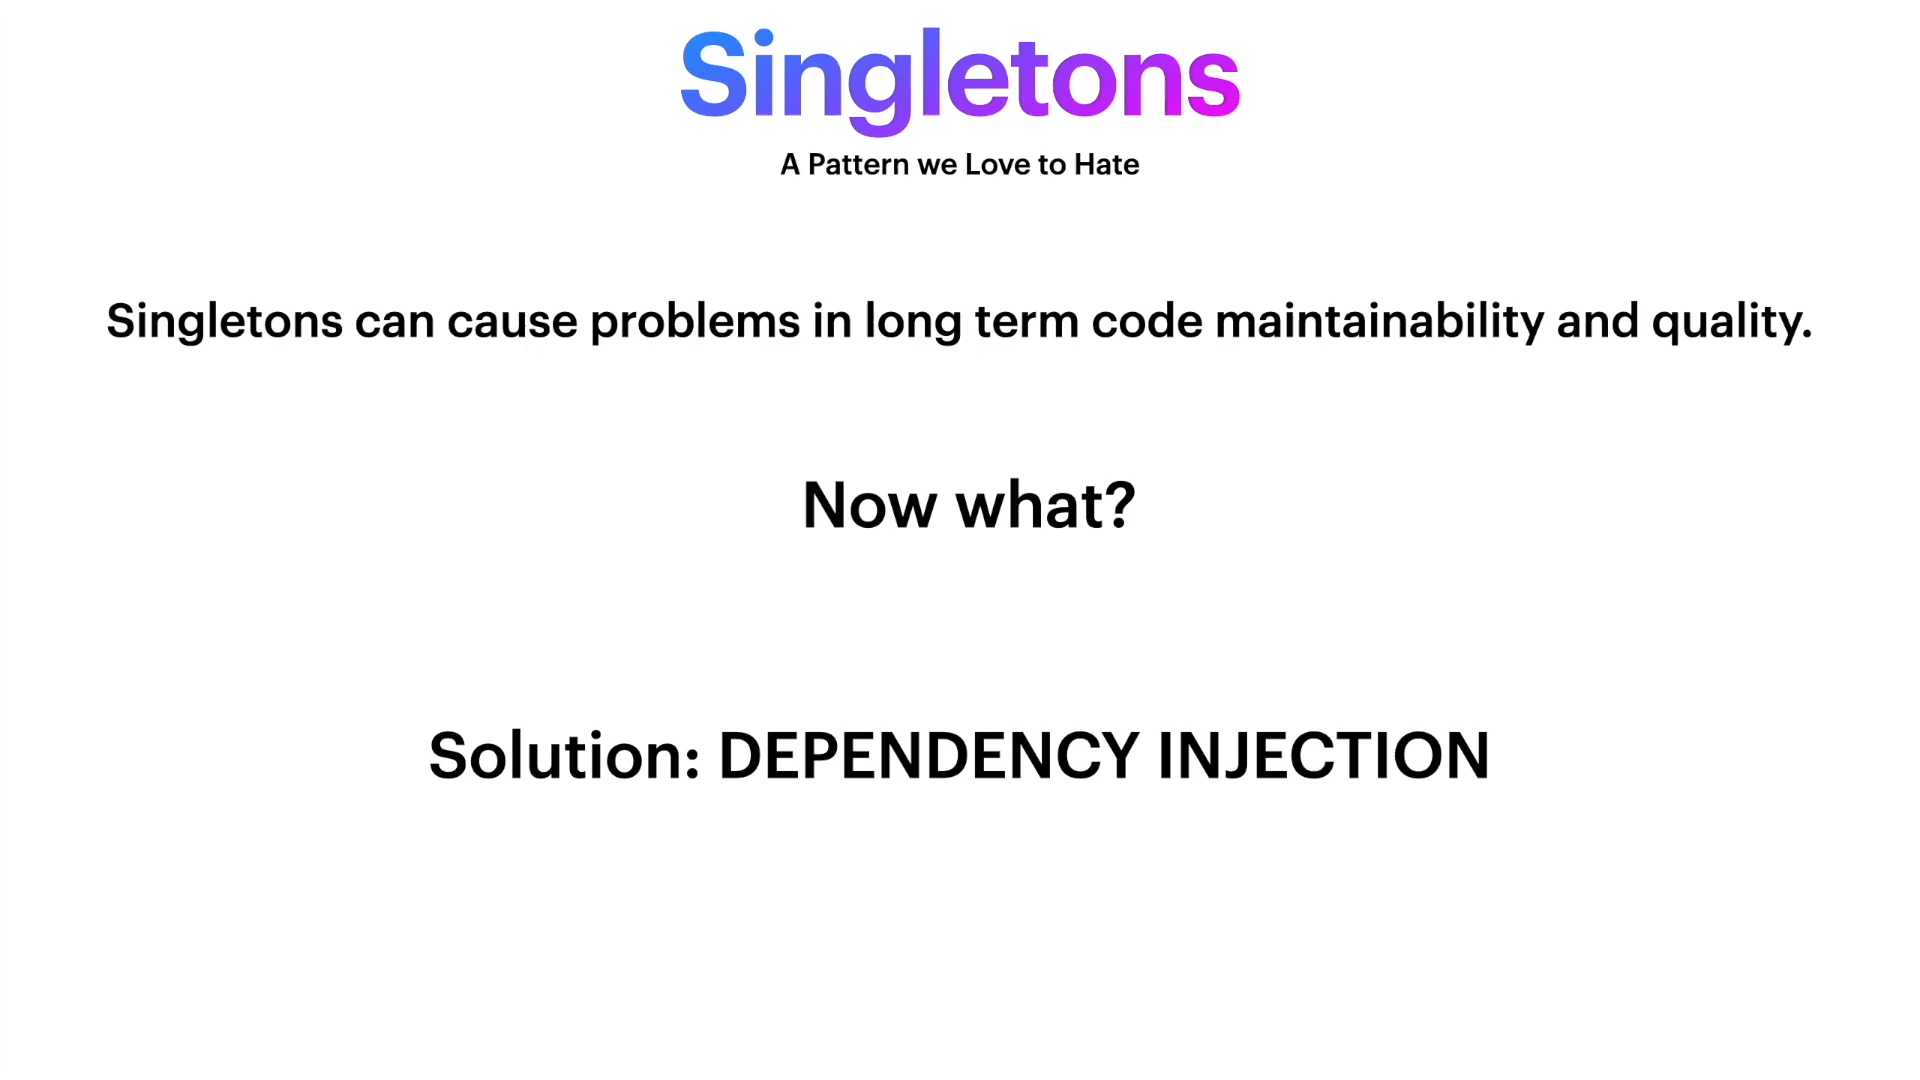 Singletons
A Pattern we Love to Hate
Singletons can cause problems in long term code maintainability and quality.
Now what?
Solution: DEPENDENCY INJECTION